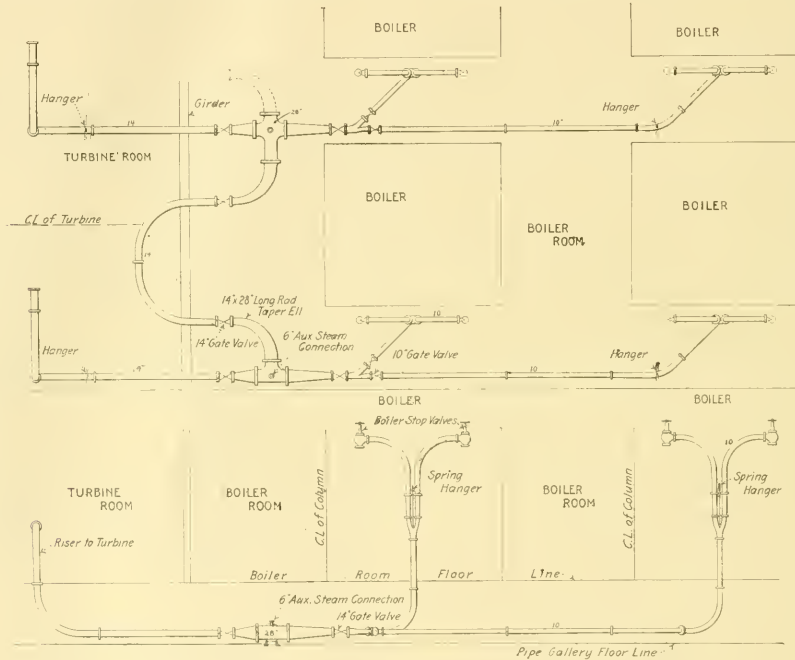 BOILER
BOILER
Hanger
14
Girder
28"
Hanger
10"
TURBINE ROOM
BOILER
BOILER
BOILER
ROOM
C.L of Turbine
14
14"x 28" Long Rad
Taper Ell
14" Gate Valve
6" Aux Steam
Connection
10
10" Gate Valve
Hanger
Hanger
10
BOILER
BOILER
Boiler Stop Valves
10
TURBINE
ROOM
BOILER
ROOM
C/L of Column
Spring
Hanger
BOILER
ROOM
C/L of Column
Spring
Hanger
Riser to Turbine
Boiler Room Floor Line
6" Aux. Steam Connection
14" Gate Valve
28"
10
Pipe Gallery Floor Line